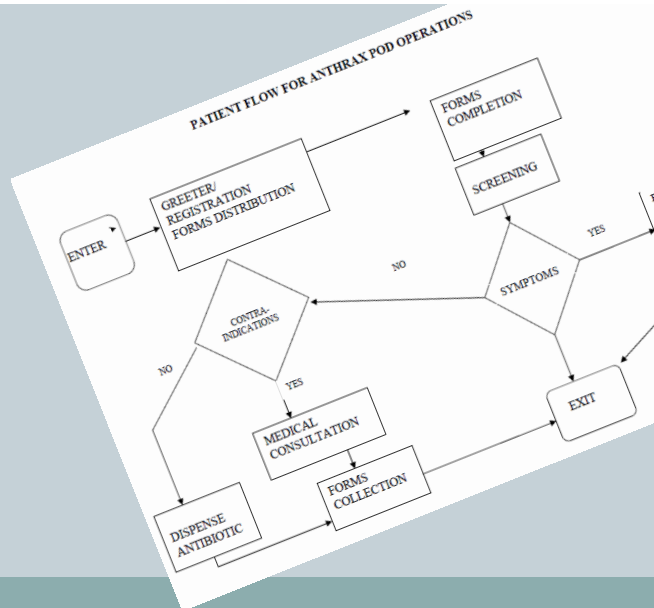 PATIENT FLOW FOR ANTHRAX POD OPERATIONS
ENTER
GREETER/
REGISTRATION
FORMS DISTRIBUTION
FORMS
COMPLETION
SCREENING
SYMPTOMS
YES
NO
CONTRA-
INDICATIONS
NO
YES
MEDICAL
CONSULTATION
FORMS
COLLECTION
DISPENSE
ANTIBIOTIC
EXIT